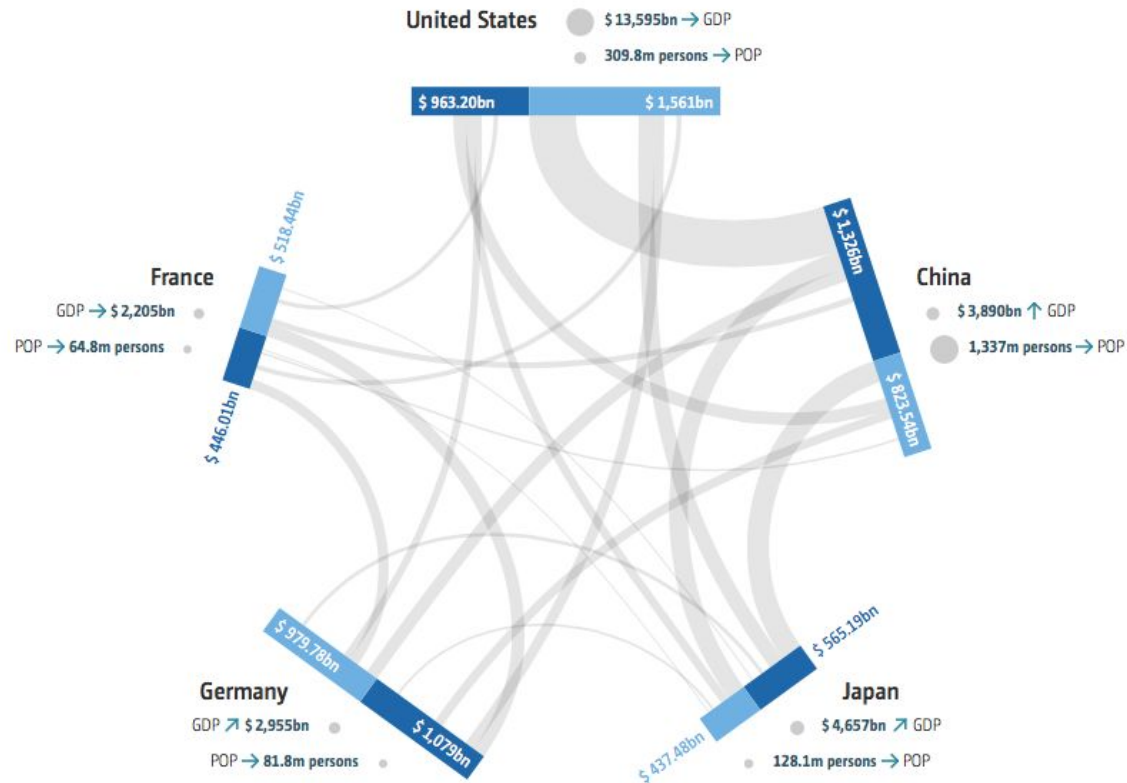 United States
$ 13,595bn → GDP
309.8m persons → POP
$ 963.20bn
$ 1,561bn
$ 518.44bn
France
GDP → $ 2,205bn
POP → 64.8m persons
$ 446.01bn
$ 1,326bn
China
$ 3,890bn ↑ GDP
1,337m persons → POP
$ 823.54bn
$ 979.78bn
Germany
GDP ↗ $ 2,955bn
POP → 81.8m persons
$ 1,079bn
$ 565.19bn
Japan
$ 4,657bn ↗ GDP
128.1m persons → POP
$ 437.48bn